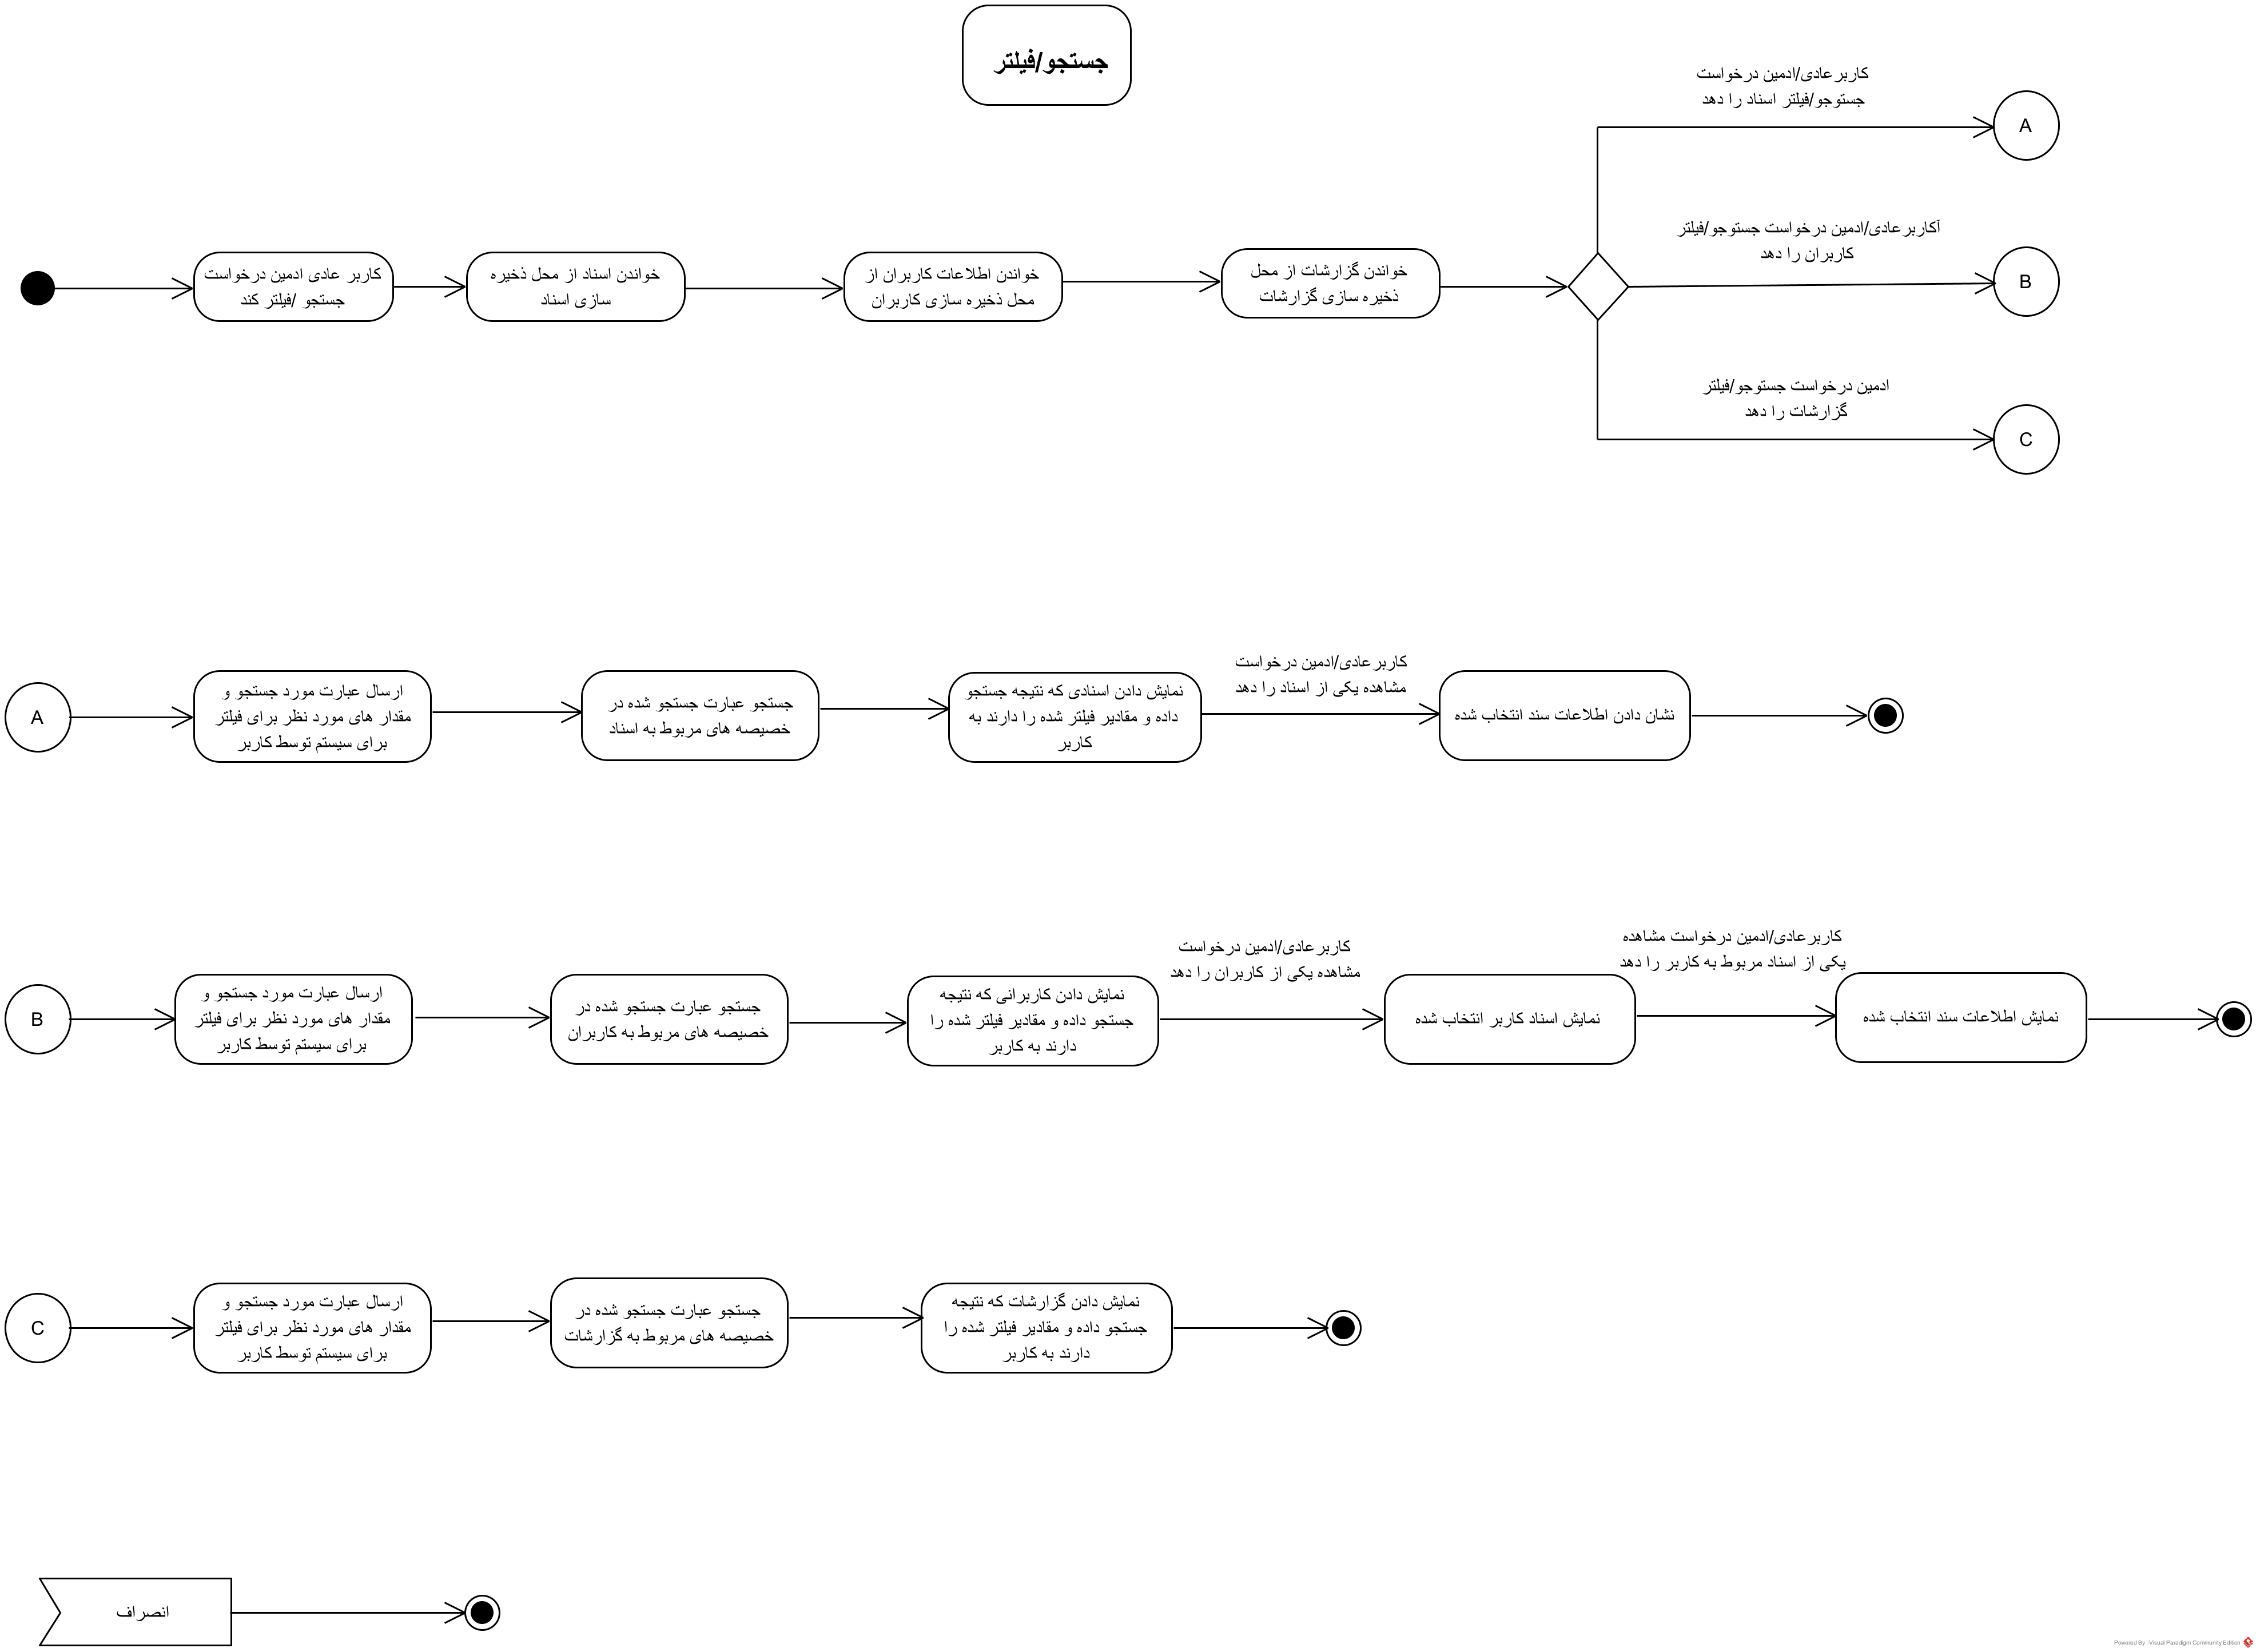 جستجو/فیلتر
کاربرعادی/ادمین درخواست
جستوجو/فیلتر اسناد را دهد
A
آکاربرعادی/ادمین درخواست جستوجو/فیلتر
کاربران را دهد
B
ادمین درخواست جستوجو/فیلتر
گزارشات را دهد
C
کاربر عادی ادمین درخواست
جستجو /فیلتر کند
خواندن اسناد از محل ذخیره
سازی اسناد
خواندن اطلاعات کاربران از
محل ذخیره سازی کاربران
خواندن گزارشات از محل
ذخیره سازی گزارشات
A
ارسال عبارت مورد جستجو و
مقدار های مورد نظر برای فیلتر
برای سیستم توسط کاربر
جستجو عبارت جستجو شده در
خصیصه های مربوط به اسناد
نمایش دادن اسنادی که نتیجه جستجو
داده و مقادیر فیلتر شده را دارند به
کاربر
کاربرعادی/ادمین درخواست
مشاهده یکی از اسناد را دهد
نشان دادن اطلاعات سند انتخاب شده
B
ارسال عبارت مورد جستجو و
مقدار های مورد نظر برای فیلتر
برای سیستم توسط کاربر
جستجو عبارت جستجو شده در
خصیصه های مربوط به کاربران
نمایش دادن کاربرانی که نتیجه
جستجو داده و مقادیر فیلتر شده را
دارند به کاربر
کاربرعادی/ادمین درخواست
مشاهده یکی از کاربران را دهد
نمایش اسناد کاربر انتخاب شده
کاربرعادی/ادمین درخواست مشاهده
یکی از اسناد مربوط به کاربر را دهد
نمایش اطلاعات سند انتخاب شده
C
ارسال عبارت مورد جستجو و
مقدار های مورد نظر برای فیلتر
برای سیستم توسط کاربر
جستجو عبارت جستجو شده در
خصیصه های مربوط به گزارشات
نمایش دادن گزارشات که نتیجه
جستجو داده و مقادیر فیلتر شده را
دارند به کاربر
انصراف
Powered By Visual Paradigm Community Edition